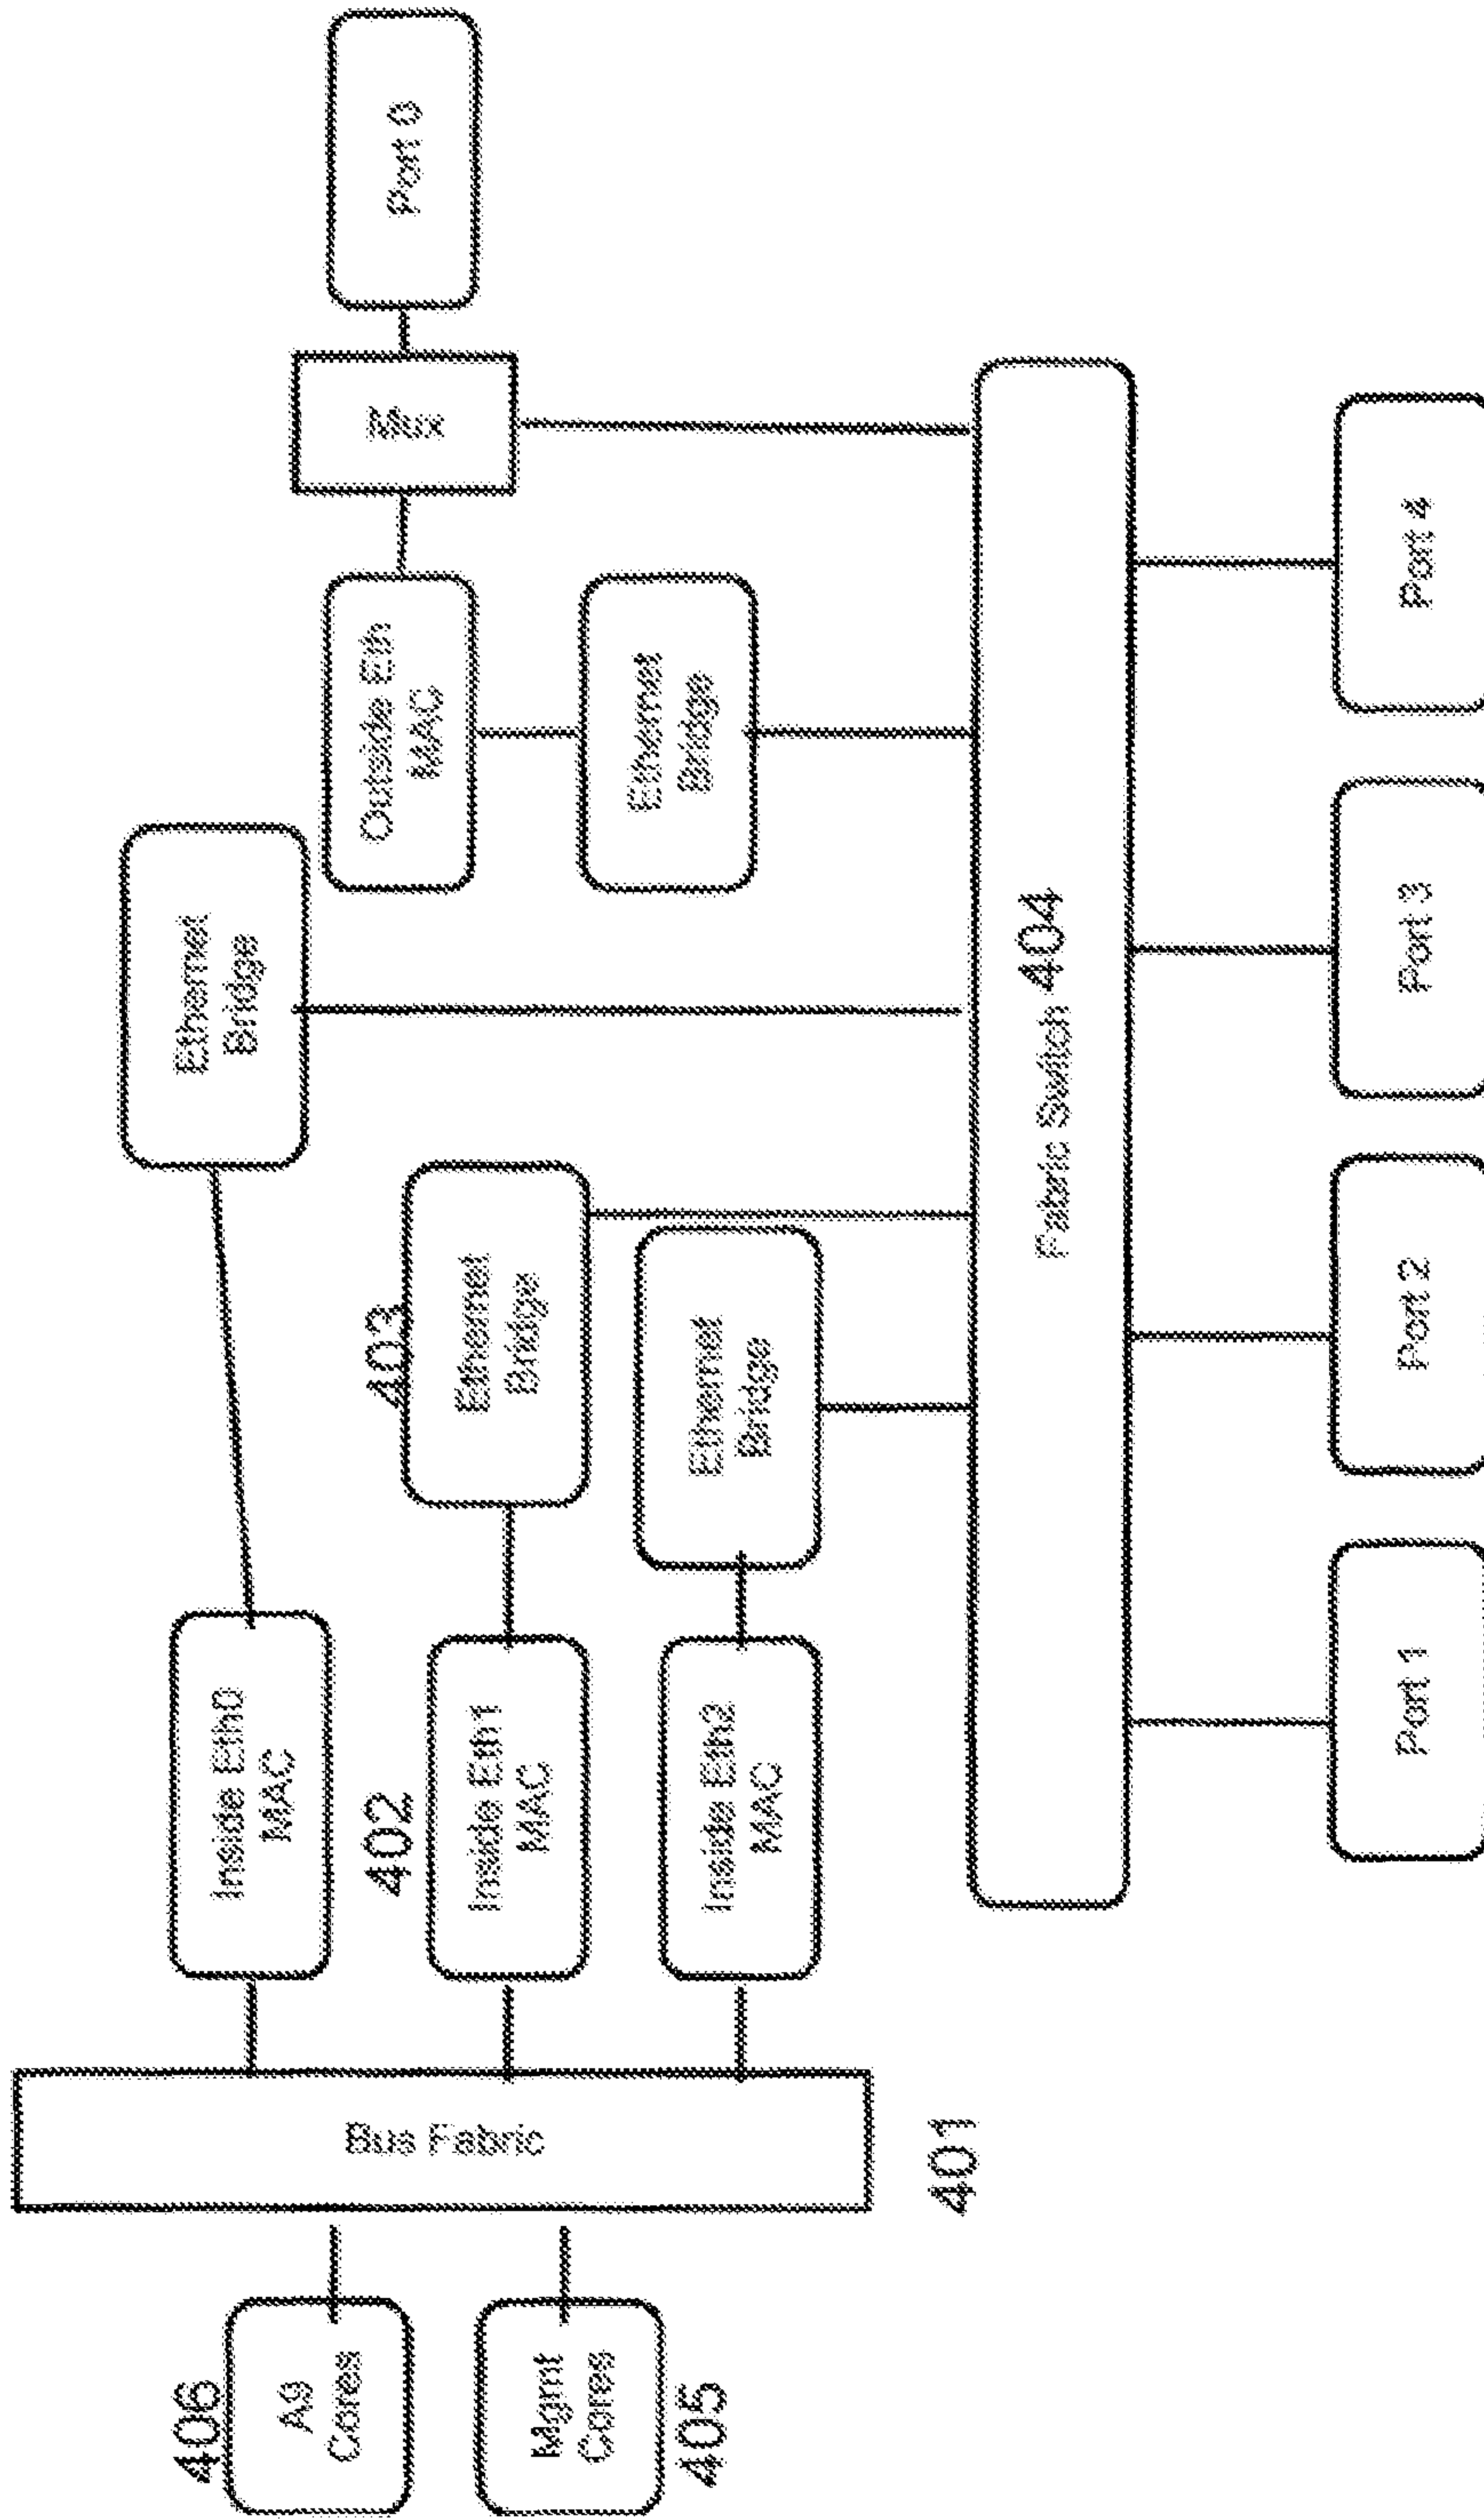 406
A9
Cores
Mgmt
Cores
405
Bus Fabric
401
Inside Eth0
MAC
402
Inside Eth1
MAC
Inside Eth2
MAC
Ethernet
Bridge
403
Ethernet
Bridge
Ethernet
Bridge
Outside Eth
MAC
Ethernet
Bridge
Mux
Port 0
Fabric Switch 404
Port 1
Port 2
Port 3
Port 4